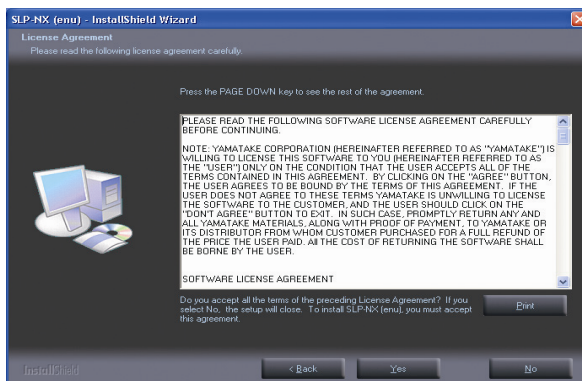 SLP-NX (enu) - InstallShield Wizard
License Agreement
Please read the following license agreement carefully.
Press the PAGE DOWN key to see the rest of the agreement.
PLEASE READ THE FOLLOWING SOFTWARE LICENSE AGREEMENT CAREFULLY
BEFORE CONTINUING.
NOTE: YAMATAKE CORPORATION (HEREINAFTER REFERRED TO AS "YAMATAKE") IS
WILLING TO LICENSE THIS SOFTWARE TO YOU (HEREINAFTER REFERRED TO AS
THE "USER") ONLY ON THE CONDITION THAT THE USER ACCEPTS ALL OF THE
TERMS CONTAINED IN THIS AGREEMENT.  BY CLICKING ON THE "AGREE" BUTTON,
THE USER AGREES TO BE BOUND BY THE TERMS OF THIS AGREEMENT.  IF THE
USER DOES NOT AGREE TO THESE TERMS YAMATAKE IS UNWILLING TO LICENSE
THE SOFTWARE TO THE CUSTOMER, AND THE USER SHOULD CLICK ON THE
"DON'T AGREE" BUTTON TO EXIT.  IN SUCH CASE, PROMPTLY RETURN ANY AND
ALL YAMATAKE MATERIALS, ALONG WITH PROOF OF PAYMENT, TO YAMATAKE OR
ITS DISTRIBUTOR FROM WHOM CUSTOMER PURCHASED FOR A FULL REFUND OF
THE PRICE THE USER PAID. All THE COST OF RETURNING THE SOFTWARE SHALL
BE BORNE BY THE USER.
SOFTWARE LICENSE AGREEMENT
Do you accept all the terms of the preceding License Agreement?  If you
select No,  the setup will close.  To install SLP-NX (enu), you must accept
this agreement.
Print
InstallShield
< Back
Yes
No